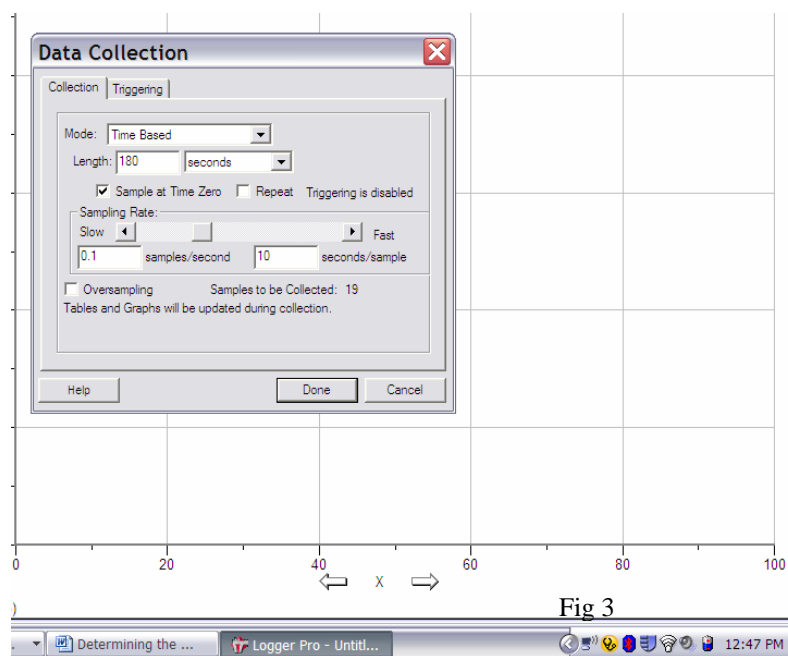 Data Collection
Collection Triggering
Mode: Time Based
Length: 180 seconds
Sample at Time Zero Repeat Triggering is disabled
Sampling Rate:
Slow Fast
0.1 samples/second 10 seconds/sample
Oversampling Samples to be Collected: 19
Tables and Graphs will be updated during collection.
Help Done Cancel
0 20 40 60 80 100
X
Fig 3
)
Determining the ... Logger Pro - Untitl... 12:47 PM